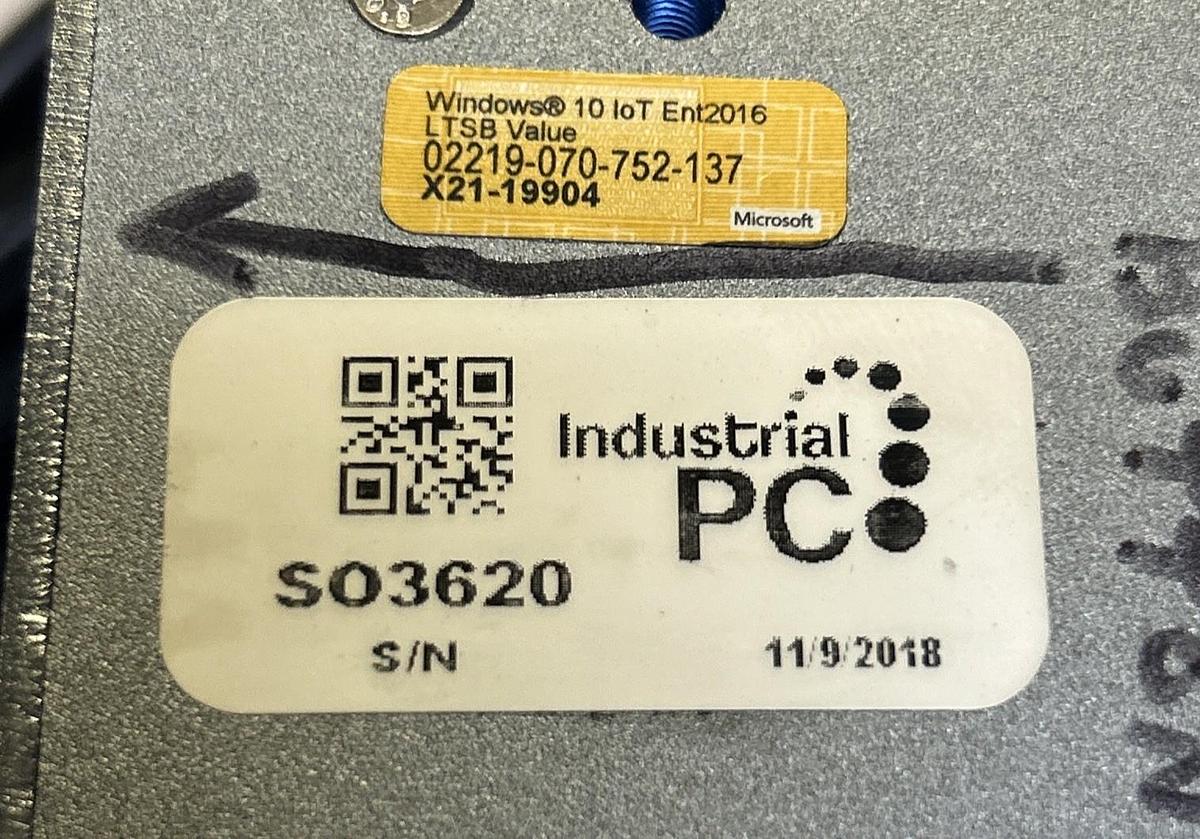 Windows® 10 IoT Ent2016
LTSB Value
02219-070-752-137
X21-19904
Microsoft
Industrial
PC
SO3620
S/N
11/9/2018